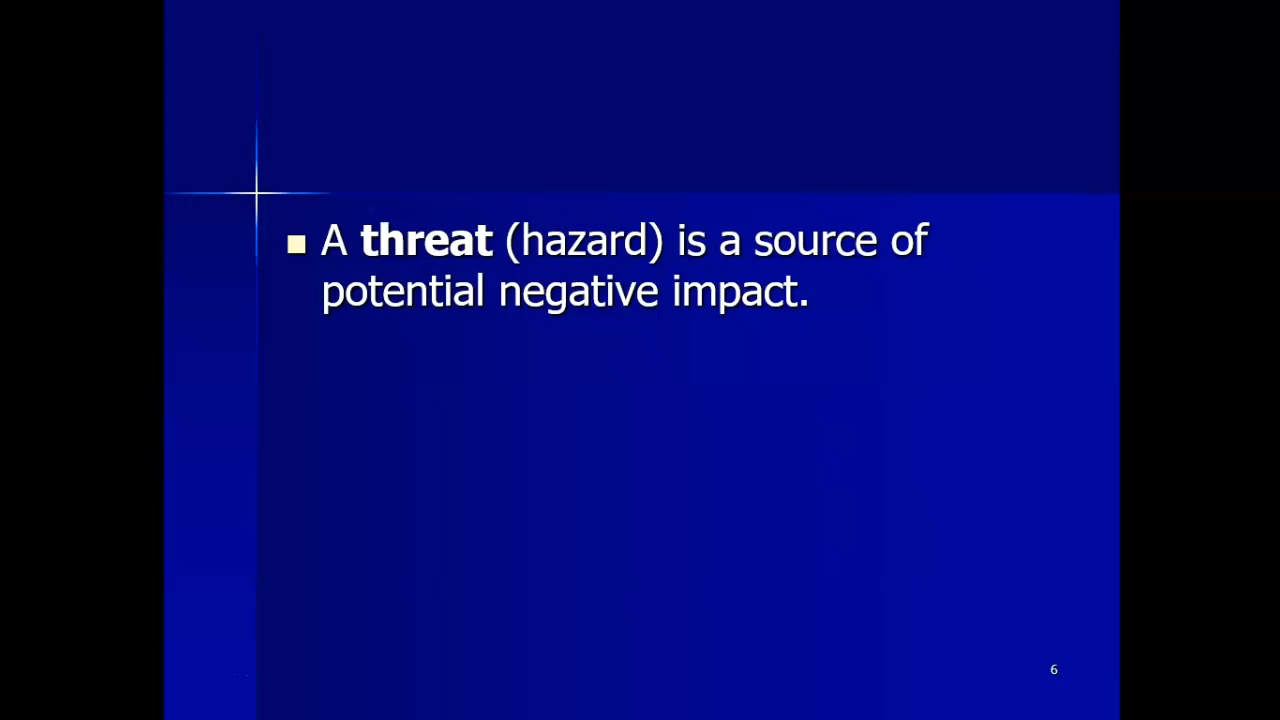 A threat (hazard) is a source of
potential negative impact.
6